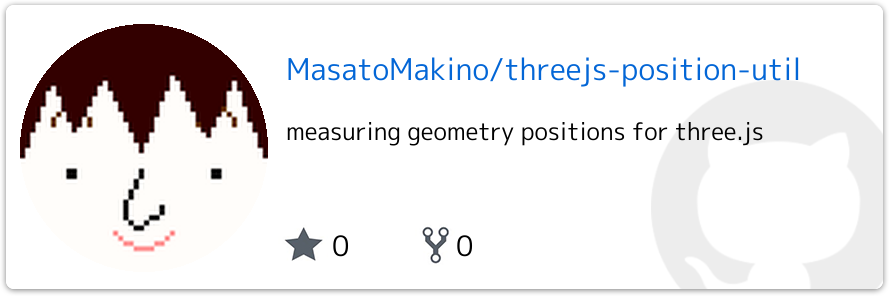 MasatoMakino/threejs-position-util
measuring geometry positions for three.js
0 0